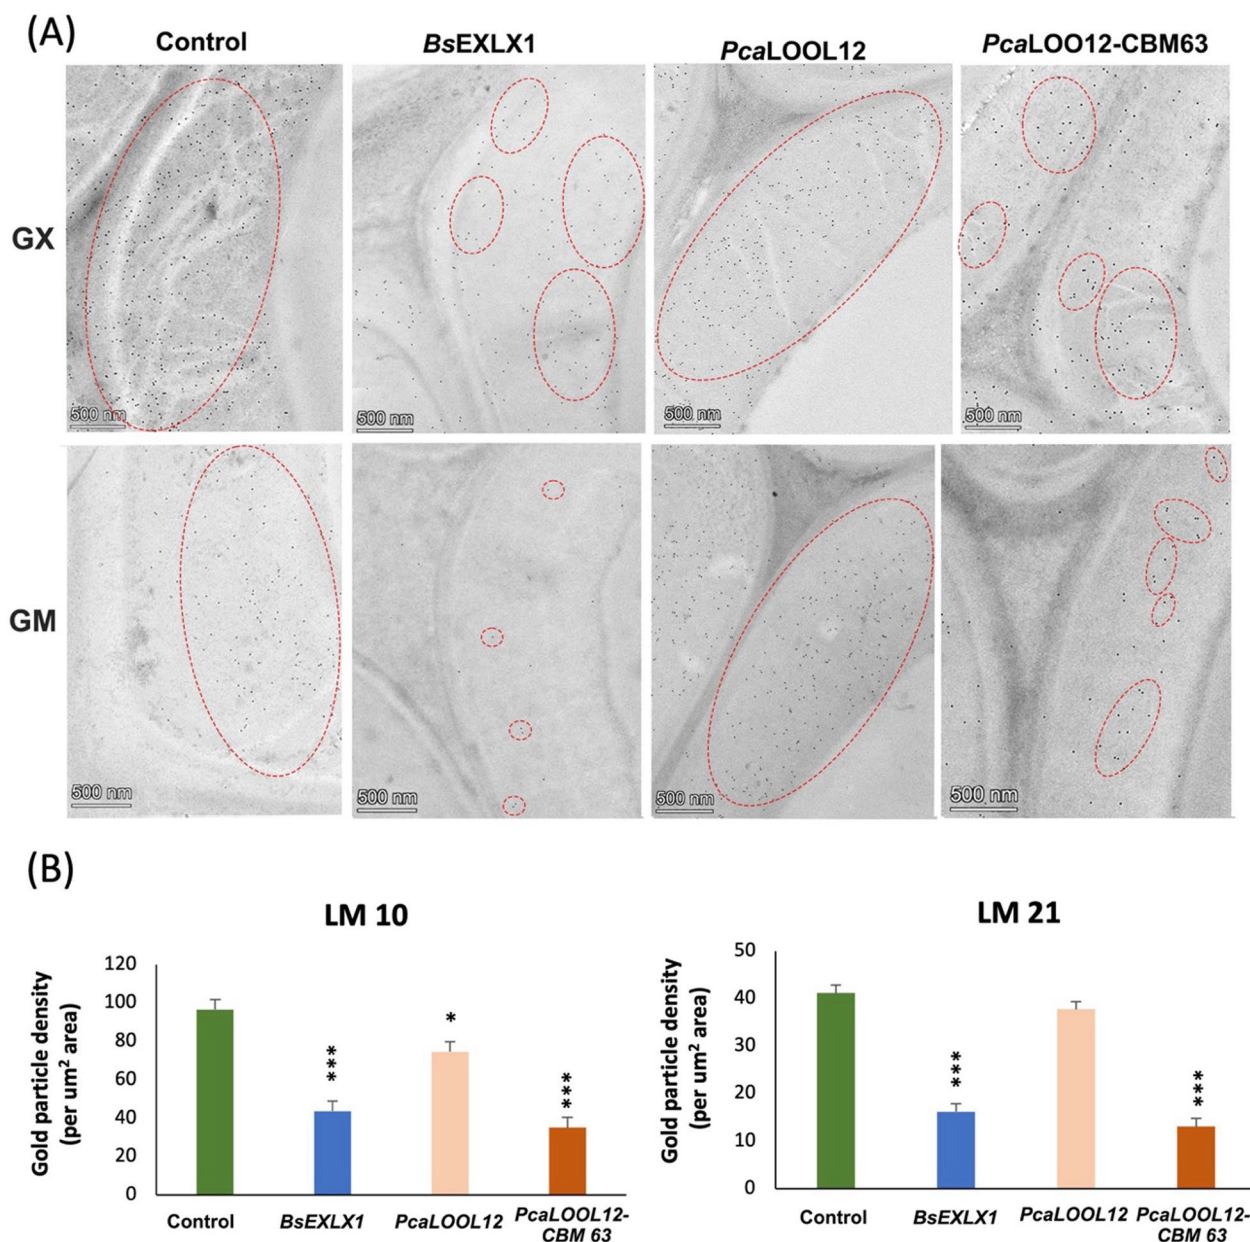 (A)
Control
BsEXLX1
PcaLOOL12
PcaLOO12-CBM63
GX
500 nm
500 nm
500 nm
500 nm
GM
500 nm
500 nm
500 nm
500 nm
(B)
LM 10
Gold particle density
(per um² area)
120
100
80
60
40
20
0
***
*
***
Control
BsEXLX1
PcaLOOL12
PcaLOOL12-
CBM 63
LM 21
Gold particle density
(per um² area)
50
40
30
20
10
0
***
***
Control
BsEXLX1
PcaLOOL12
PcaLOOL12-
CBM 63